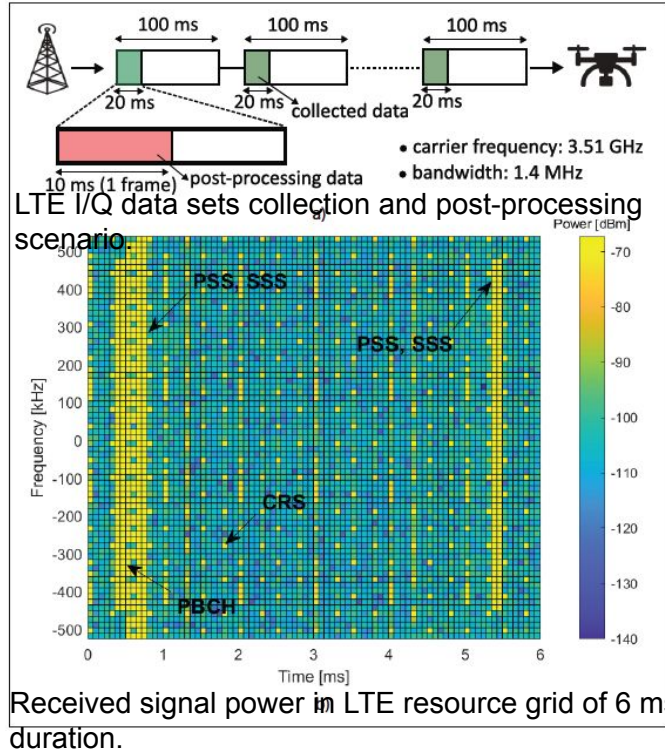 100 ms 100 ms 100 ms
20 ms 20 ms 20 ms
collected data
10 ms (1 frame)
post-processing data
• carrier frequency: 3.51 GHz
• bandwidth: 1.4 MHz
LTE I/Q data sets collection and post-processing
scenario.
a)
Power [dBm]
PSS, SSS
PSS, SSS
CRS
PBCH
Frequency [kHz]
500
400
300
200
100
0
-100
-200
-300
-400
-500
0 1 2 3 4 5 6
Time [ms]
-70
-80
-90
-100
-110
-120
-130
-140
Received signal power in LTE resource grid of 6 ms
duration.